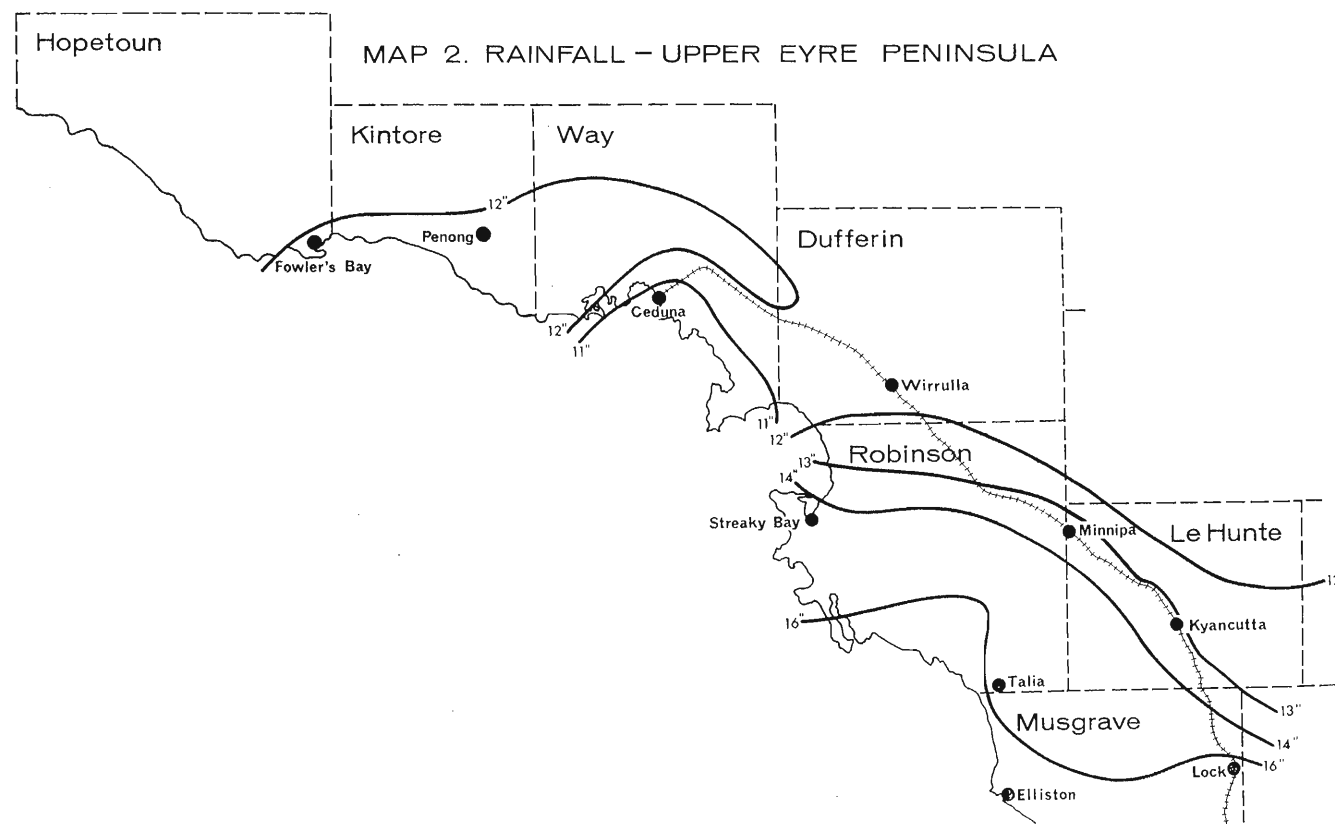 Hopetoun
MAP 2. RAINFALL – UPPER EYRE PENINSULA
Kintore
Way
12"
Penong
Dufferin
Fowler's Bay
Ceduna
12"
11"
Wirrulla
11"
12"
Robinson
13"
14"
Streaky Bay
Minnipa
Le Hunte
16"
Kyancutta
Talia
13"
Musgrave
14"
16"
Lock
Elliston